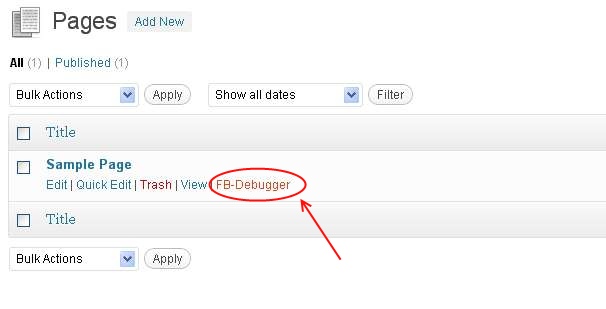 Pages Add New
All (1) | Published (1)
Bulk Actions Apply Show all dates Filter
Title
Sample Page
Edit | Quick Edit | Trash | View | FB-Debugger
Title
Bulk Actions Apply